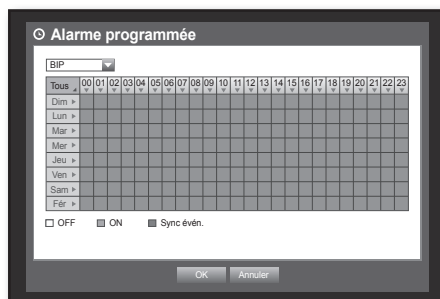 Alarme programmée
BIP
Tous 00 01 02 03 04 05 06 07 08 09 10 11 12 13 14 15 16 17 18 19 20 21 22 23
Dim
Lun
Mar
Mer
Jeu
Ven
Sam
Fér
OFF ON Sync évén.
OK Annuler